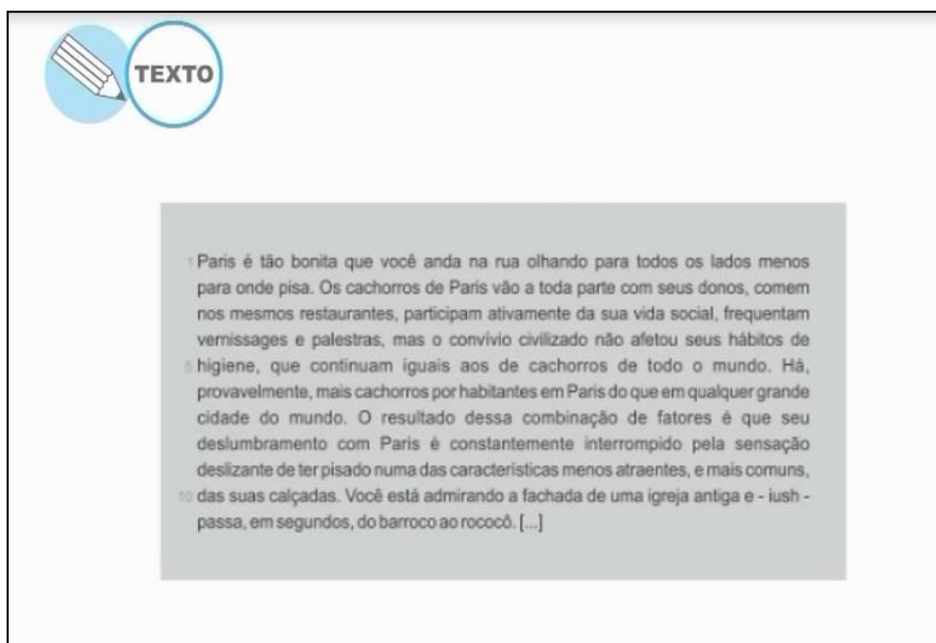 TEXTO
1 Paris é tão bonita que você anda na rua olhando para todos os lados menos
para onde pisa. Os cachorros de Paris vão a toda parte com seus donos, comem
nos mesmos restaurantes, participam ativamente da sua vida social, frequentam
vernissages e palestras, mas o convívio civilizado não afetou seus hábitos de
5 higiene, que continuam iguais aos de cachorros de todo o mundo. Há,
provavelmente, mais cachorros por habitantes em Paris do que em qualquer grande
cidade do mundo. O resultado dessa combinação de fatores é que seu
deslumbramento com Paris é constantemente interrompido pela sensação
deslizante de ter pisado numa das características menos atraentes, e mais comuns,
10 das suas calçadas. Você está admirando a fachada de uma igreja antiga e - iush -
passa, em segundos, do barroco ao rococô. [...]